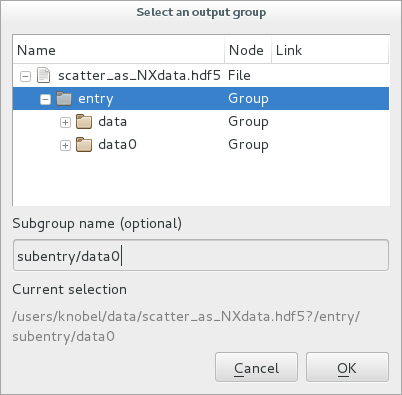 Select an output group
Name Node Link
scatter_as_NXdata.hdf5 File
entry Group
data Group
data0 Group
Subgroup name (optional)
subentry/data0
Current selection
/users/knobel/data/scatter_as_NXdata.hdf5?/entry/
subentry/data0
Cancel OK